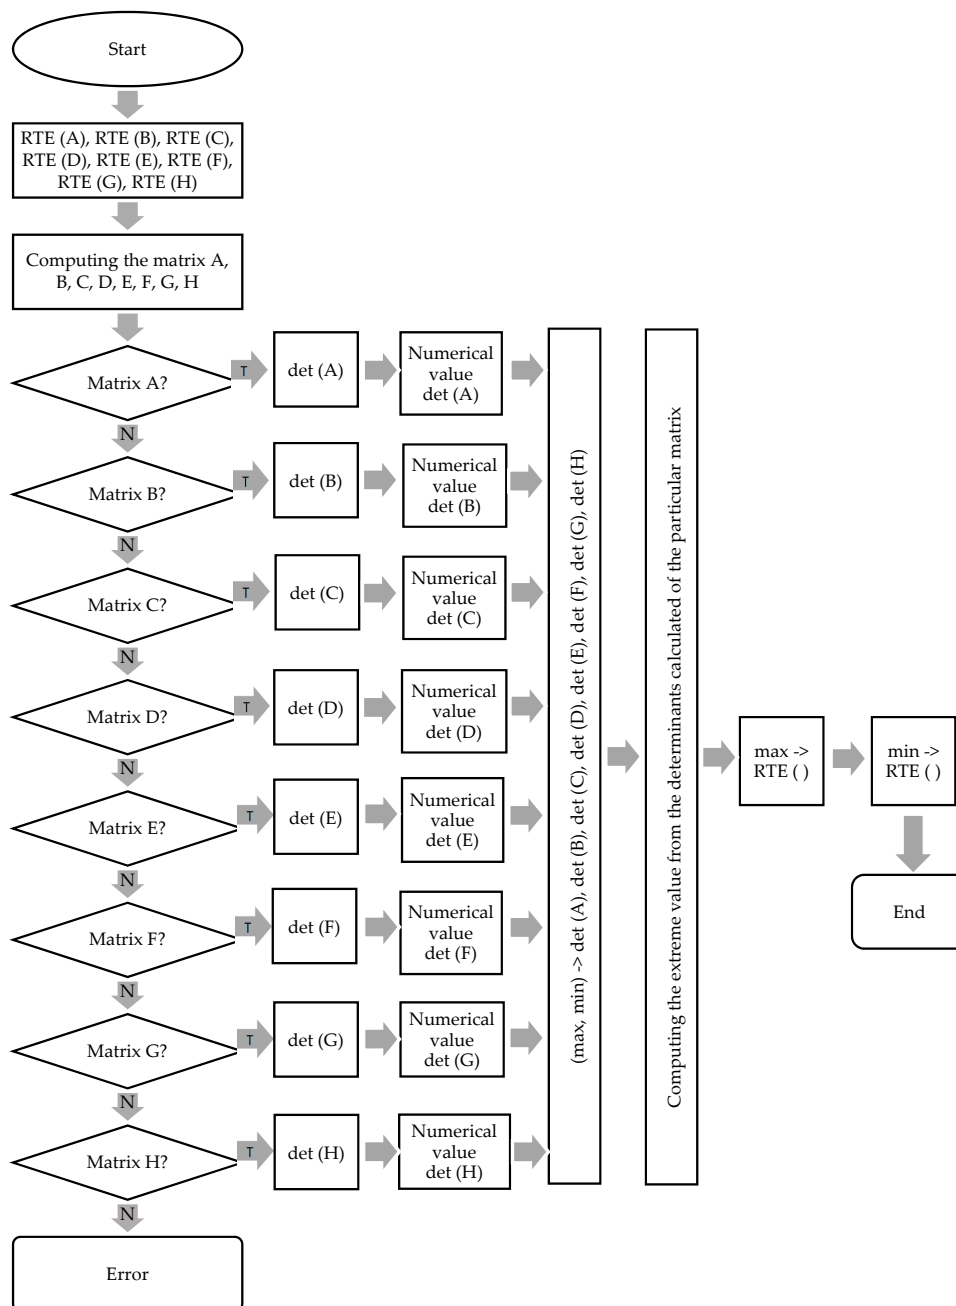 Start
RTE (A), RTE (B), RTE (C),
RTE (D), RTE (E), RTE (F),
RTE (G), RTE (H)
Computing the matrix A,
B, C, D, E, F, G, H
Matrix A?
T
det (A)
Numerical
value
det (A)
N
Matrix B?
T
det (B)
Numerical
value
det (B)
N
Matrix C?
T
det (C)
Numerical
value
det (C)
N
Matrix D?
T
det (D)
Numerical
value
det (D)
N
Matrix E?
T
det (E)
Numerical
value
det (E)
N
Matrix F?
T
det (F)
Numerical
value
det (F)
N
Matrix G?
T
det (G)
Numerical
value
det (G)
N
Matrix H?
T
det (H)
Numerical
value
det (H)
N
Error
(max, min) -> det (A), det (B), det (C), det (D), det (E), det (F), det (G), det (H)
Computing the extreme value from the determinants calculated of the particular matrix
max ->
RTE ( )
min ->
RTE ( )
End